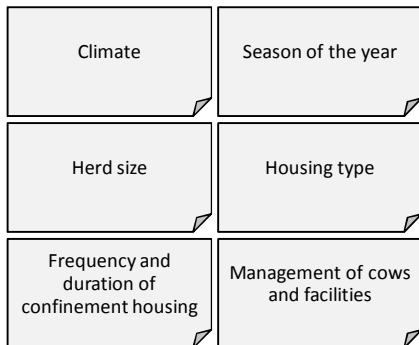 Climate
Season of the year
Herd size
Housing type
Frequency and
duration of
confinement housing
Management of cows
and facilities